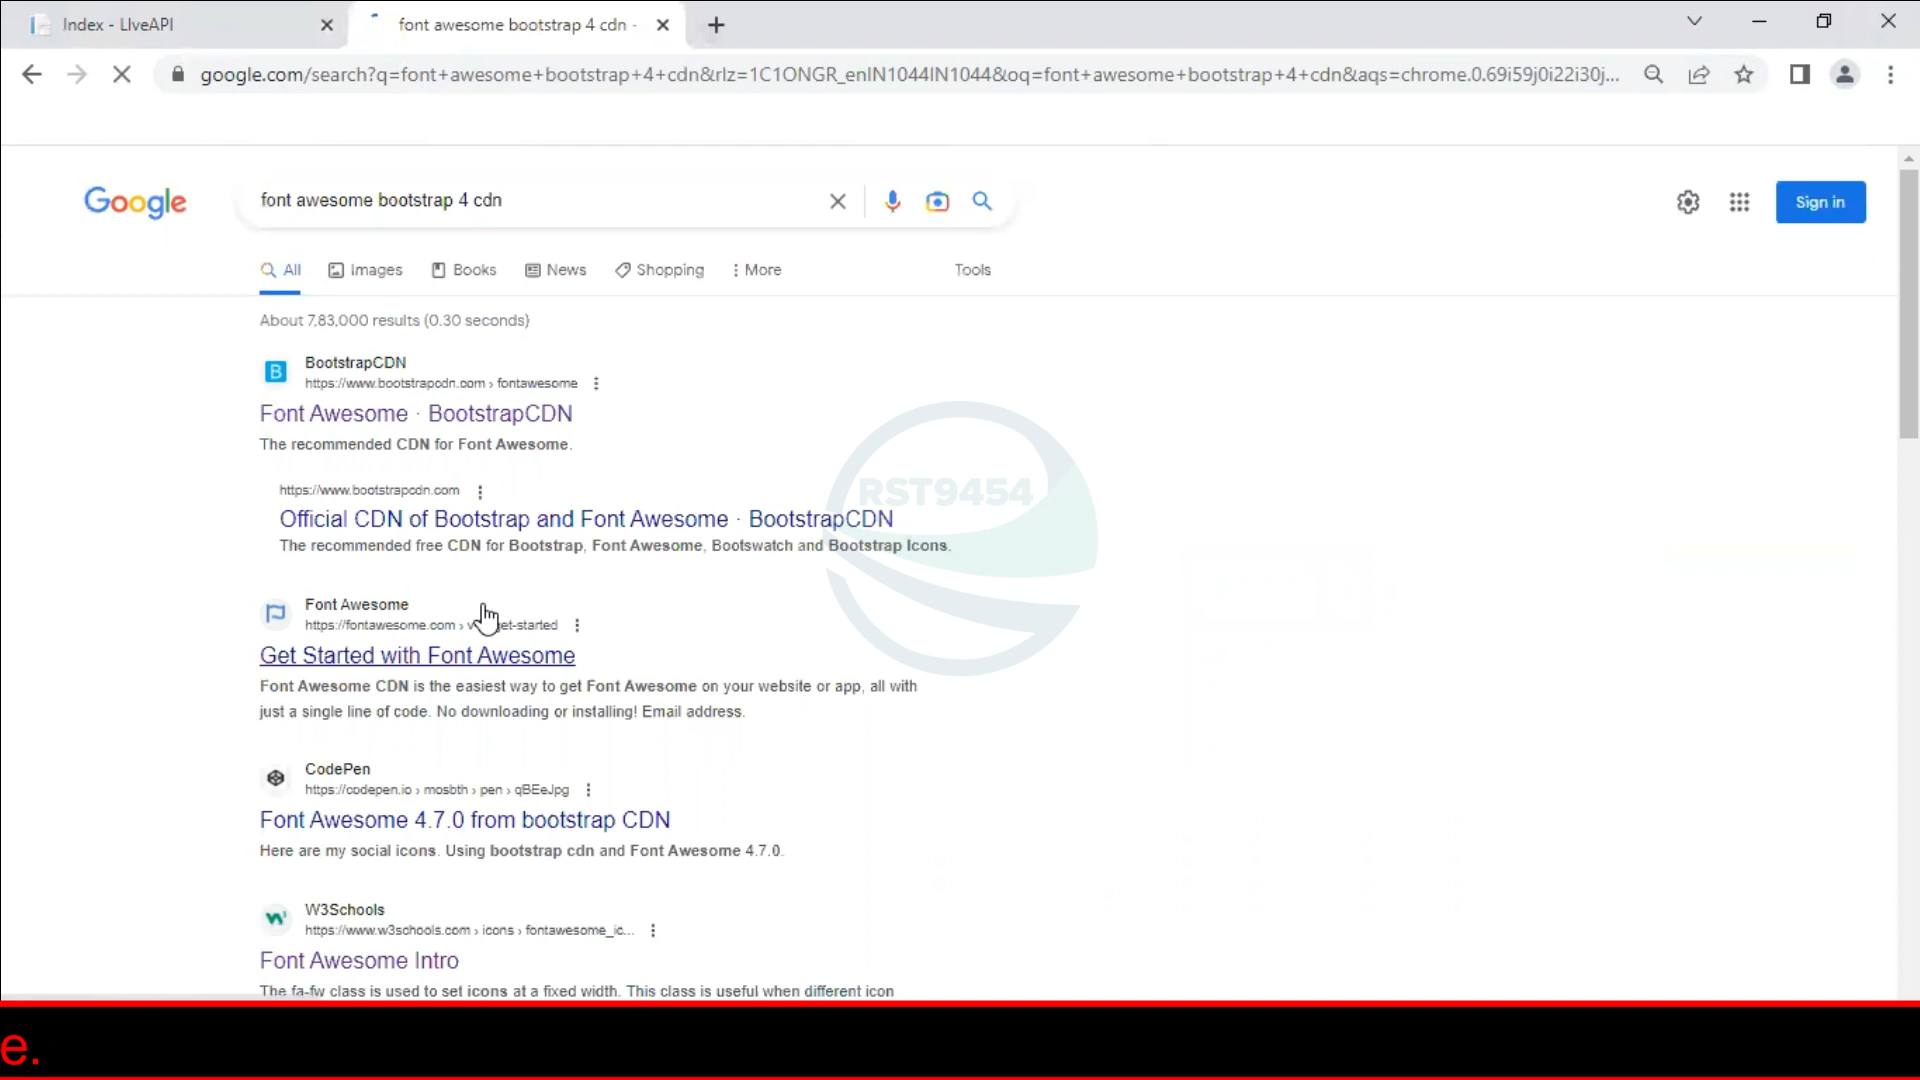 Index - LIveAPI
font awesome bootstrap 4 cdn -
google.com/search?q=font+awesome+bootstrap+4+cdn&rlz=1C1ONGR_enIN1044IN1044&oq=font+awesome+bootstrap+4+cdn&aqs=chrome.0.69i59j0i22i30j...
Google
font awesome bootstrap 4 cdn
Sign in
All
Images
Books
News
Shopping
More
Tools
About 7,83,000 results (0.30 seconds)
BootstrapCDN
https://www.bootstrapcdn.com › fontawesome
Font Awesome · BootstrapCDN
The recommended CDN for Font Awesome.
https://www.bootstrapcdn.com
Official CDN of Bootstrap and Font Awesome · BootstrapCDN
The recommended free CDN for Bootstrap, Font Awesome, Bootswatch and Bootstrap Icons.
RST9454
Font Awesome
https://fontawesome.com › get-started
Get Started with Font Awesome
Font Awesome CDN is the easiest way to get Font Awesome on your website or app, all with
just a single line of code. No downloading or installing! Email address.
CodePen
https://codepen.io › mosbth › pen › qBEeJpg
Font Awesome 4.7.0 from bootstrap CDN
Here are my social icons. Using bootstrap cdn and Font Awesome 4.7.0.
W3Schools
https://www.w3schools.com › icons › fontawesome_ic...
Font Awesome Intro
The fa-fw class is used to set icons at a fixed width. This class is useful when different icon
e.